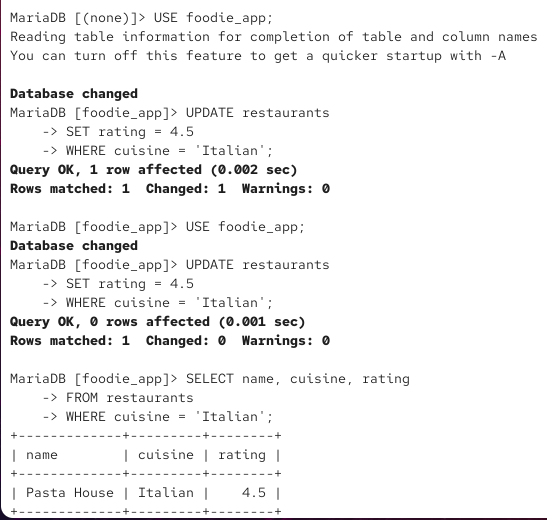 MariaDB [(none)]> USE foodie_app;
Reading table information for completion of table and column names
You can turn off this feature to get a quicker startup with -A

Database changed
MariaDB [foodie_app]> UPDATE restaurants
    -> SET rating = 4.5
    -> WHERE cuisine = 'Italian';
Query OK, 1 row affected (0.002 sec)
Rows matched: 1  Changed: 1  Warnings: 0

MariaDB [foodie_app]> USE foodie_app;
Database changed
MariaDB [foodie_app]> UPDATE restaurants
    -> SET rating = 4.5
    -> WHERE cuisine = 'Italian';
Query OK, 0 rows affected (0.001 sec)
Rows matched: 1  Changed: 0  Warnings: 0

MariaDB [foodie_app]> SELECT name, cuisine, rating
    -> FROM restaurants
    -> WHERE cuisine = 'Italian';
+-------------+---------+--------+
| name        | cuisine | rating |
+-------------+---------+--------+
| Pasta House | Italian |    4.5 |
+-------------+---------+--------+